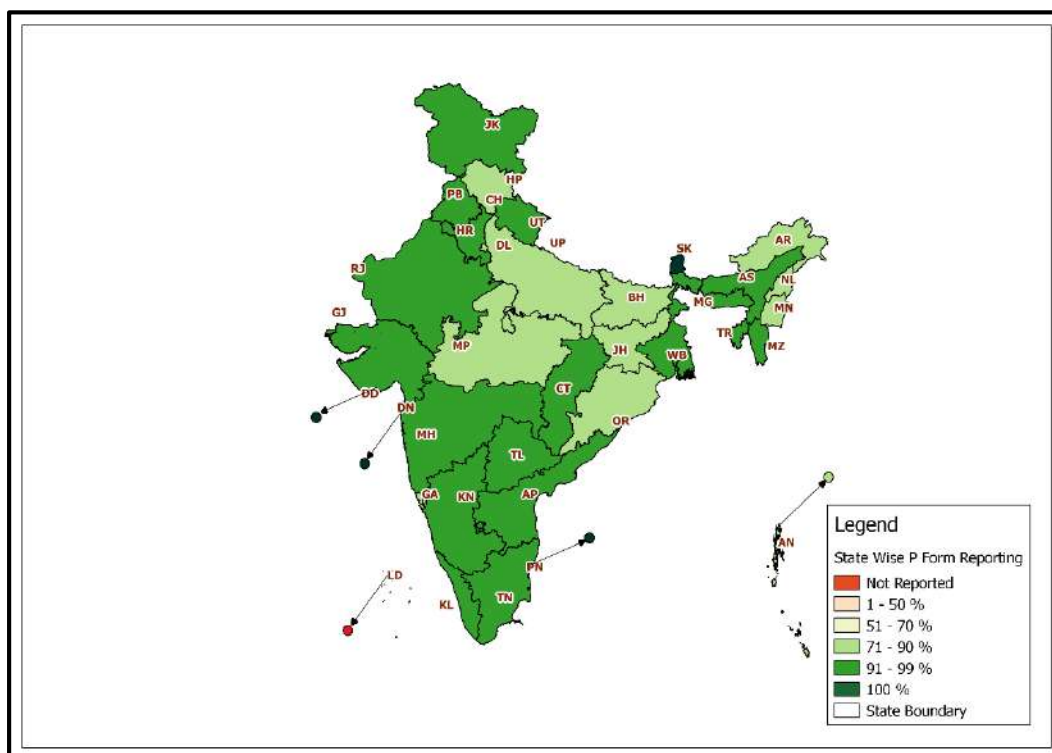 JK
HP
PB
CH
UT
HR
DL
UP
SK
AR
RJ
AS
NL
BH
MG
MN
GJ
TR
MP
JH
WB
MZ
CT
DD
DN
OR
MH
TL
GA
KN
AP
AN
PN
LD
KL
TN
Legend
State Wise P Form Reporting
Not Reported
1 - 50 %
51 - 70 %
71 - 90 %
91 - 99 %
100 %
State Boundary